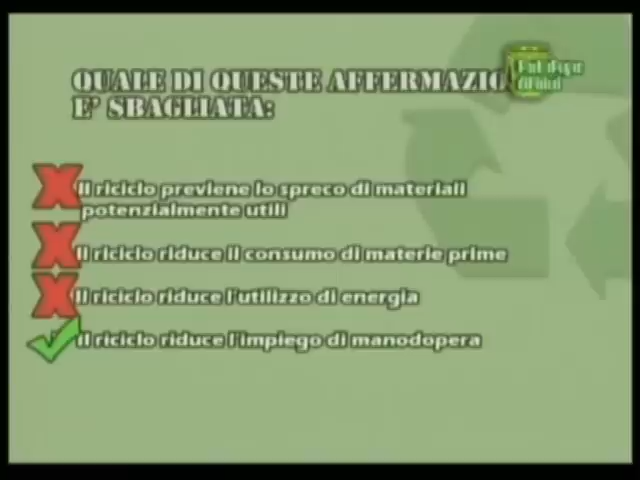 QUALE DI QUESTE AFFERMAZIO
E' SBAGLIATA:
Il riciclo previene lo spreco di materiali
potenzialmente utili
Il riciclo riduce il consumo di materie prime
Il riciclo riduce l'utilizzo di energia
Il riciclo riduce l'impiego di manodopera